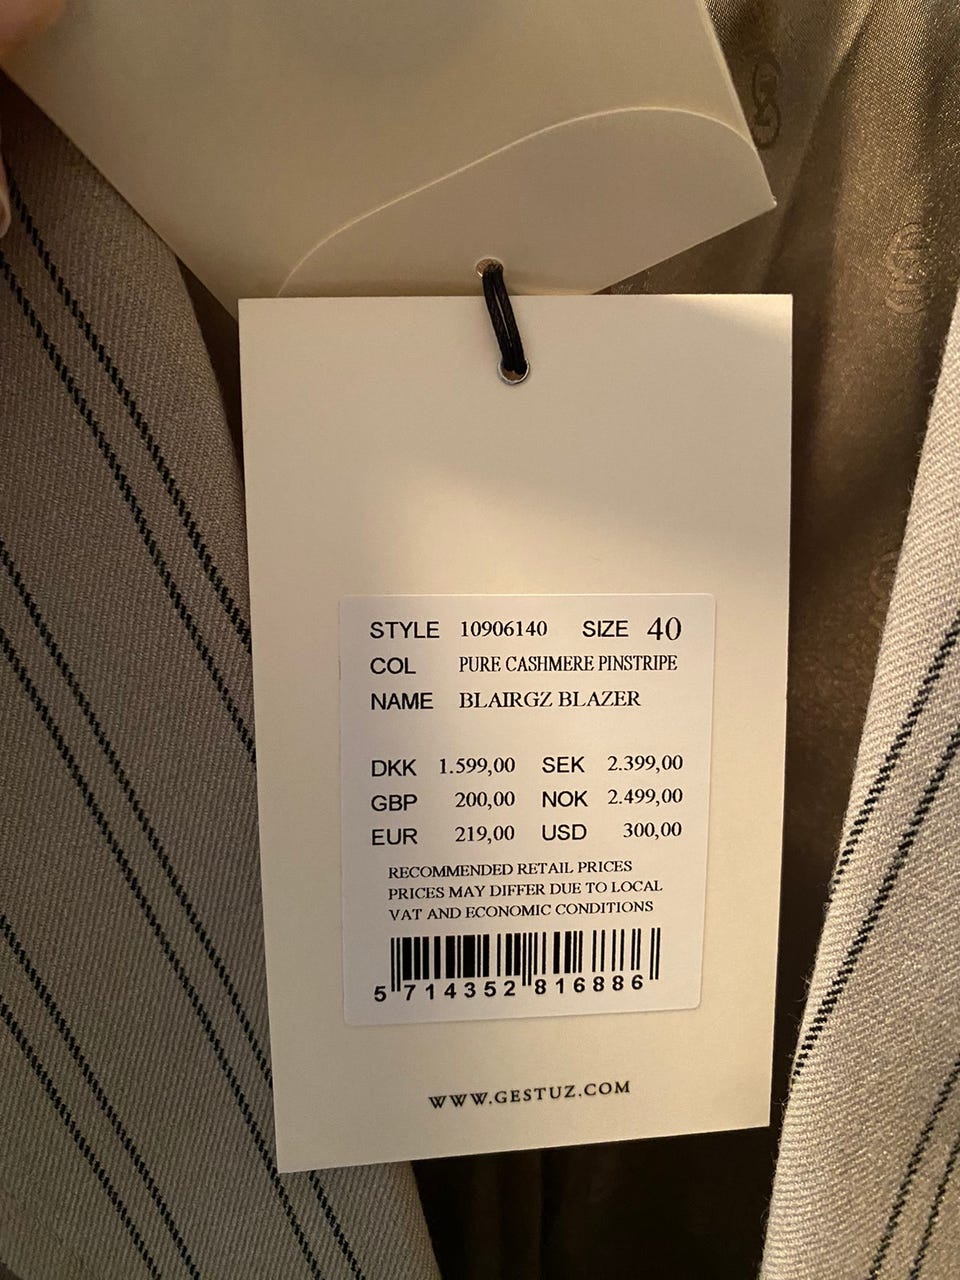 STYLE 10906140 SIZE 40
COL PURE CASHMERE PINSTRIPE
NAME BLAIRGZ BLAZER
DKK 1.599,00 SEK 2.399,00
GBP 200,00 NOK 2.499,00
EUR 219,00 USD 300,00
RECOMMENDED RETAIL PRICES
PRICES MAY DIFFER DUE TO LOCAL
VAT AND ECONOMIC CONDITIONS
5 714352 816886
WWW.GESTUZ.COM